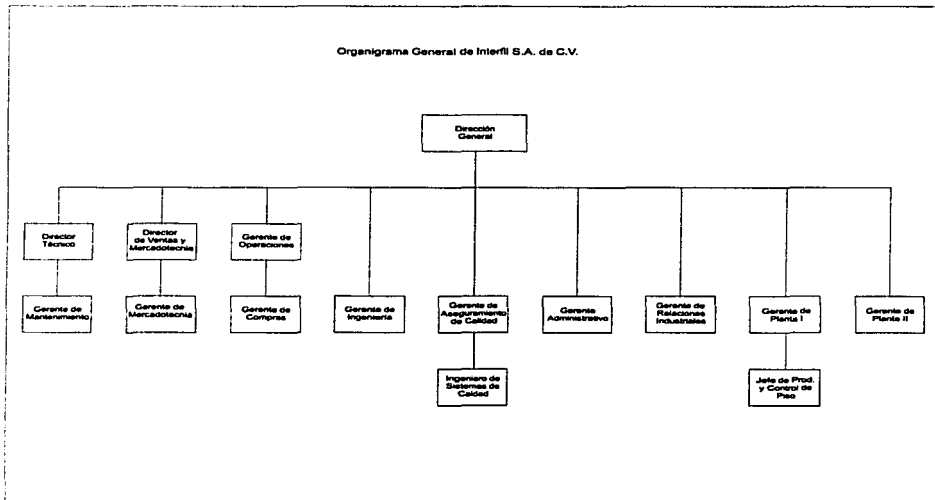 Organigrama General de Interfil S.A. de C.V.
Dirección
General
Director
Técnico
Director
de Ventas y
Mercadotecnia
Gerente de
Operaciones
Gerente de
Mantenimiento
Gerente de
Mercadotecnia
Gerente de
Compras
Gerente de
Ingeniería
Gerente de
Aseguramiento
de Calidad
Gerente
Administrativo
Gerente de
Relaciones
Industriales
Gerente de
Planta I
Gerente de
Planta II
Ingeniero de
Sistemas de
Calidad
Jefe de Prod.
y Control de
Piso